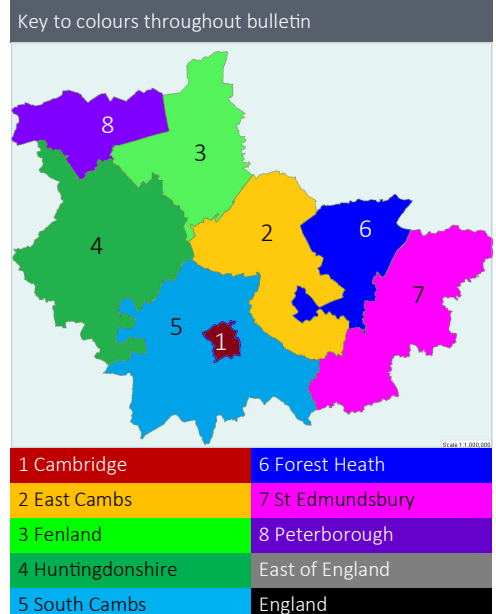 Key to colours throughout bulletin
8
3
2
6
4
7
5
1
Scale 1:1,000,000
1 Cambridge
6 Forest Heath
2 East Cambs
7 St Edmundsbury
3 Fenland
8 Peterborough
4 Huntingdonshire
East of England
5 South Cambs
England